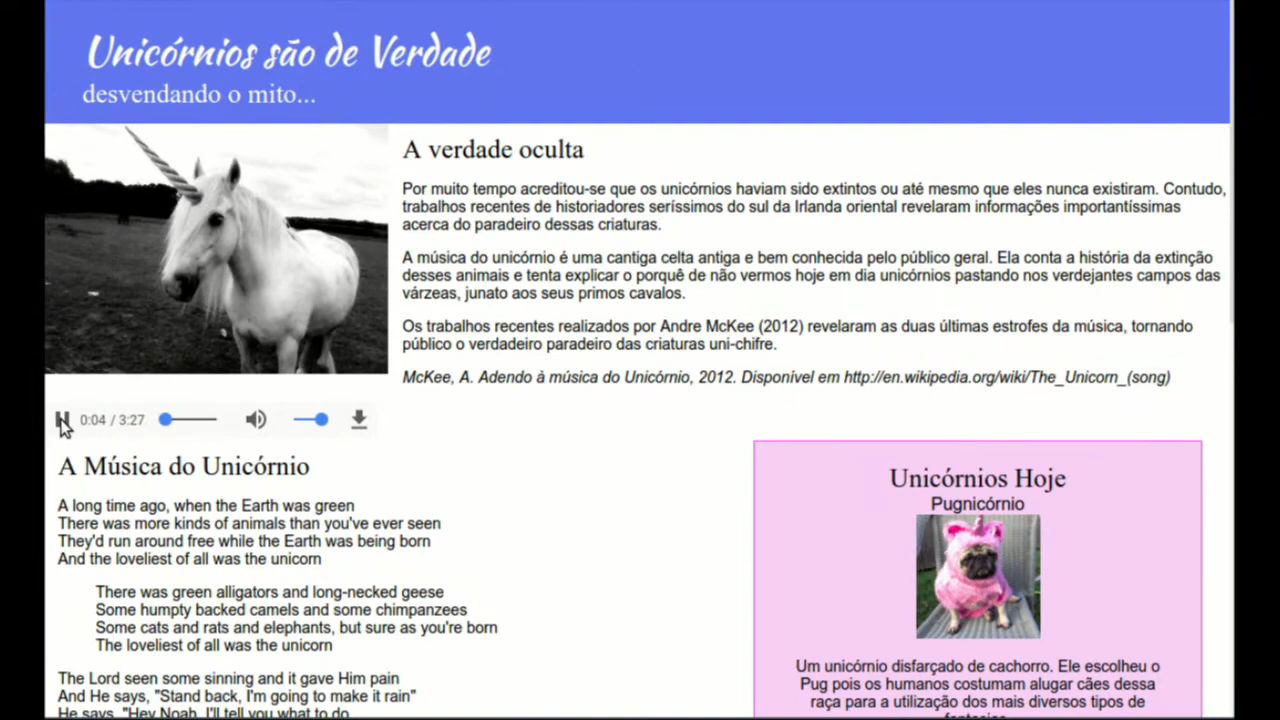 Unicórnios são de Verdade
desvendando o mito...
A verdade oculta
Por muito tempo acreditou-se que os unicórnios haviam sido extintos ou até mesmo que eles nunca existiram. Contudo,
trabalhos recentes de historiadores seríssimos do sul da Irlanda oriental revelaram informações importantíssimas
acerca do paradeiro dessas criaturas.
A música do unicórnio é uma cantiga celta antiga e bem conhecida pelo público geral. Ela conta a história da extinção
desses animais e tenta explicar o porquê de não vermos hoje em dia unicórnios pastando nos verdejantes campos das
várzeas, junato aos seus primos cavalos.
Os trabalhos recentes realizados por Andre McKee (2012) revelaram as duas últimas estrofes da música, tornando
público o verdadeiro paradeiro das criaturas uni-chifre.
McKee, A. Adendo à música do Unicórnio, 2012. Disponível em http://en.wikipedia.org/wiki/The_Unicorn_(song)
0:04 / 3:27
A Música do Unicórnio
A long time ago, when the Earth was green
There was more kinds of animals than you've ever seen
They'd run around free while the Earth was being born
And the loveliest of all was the unicorn
There was green alligators and long-necked geese
Some humpty backed camels and some chimpanzees
Some cats and rats and elephants, but sure as you're born
The loveliest of all was the unicorn
The Lord seen some sinning and it gave Him pain
And He says, "Stand back, I'm going to make it rain"
He says, "Hey Noah, I'll tell you what to do
Unicórnios Hoje
Pugnicórnio
Um unicórnio disfarçado de cachorro. Ele escolheu o
Pug pois os humanos costumam alugar cães dessa
raça para a utilização dos mais diversos tipos de